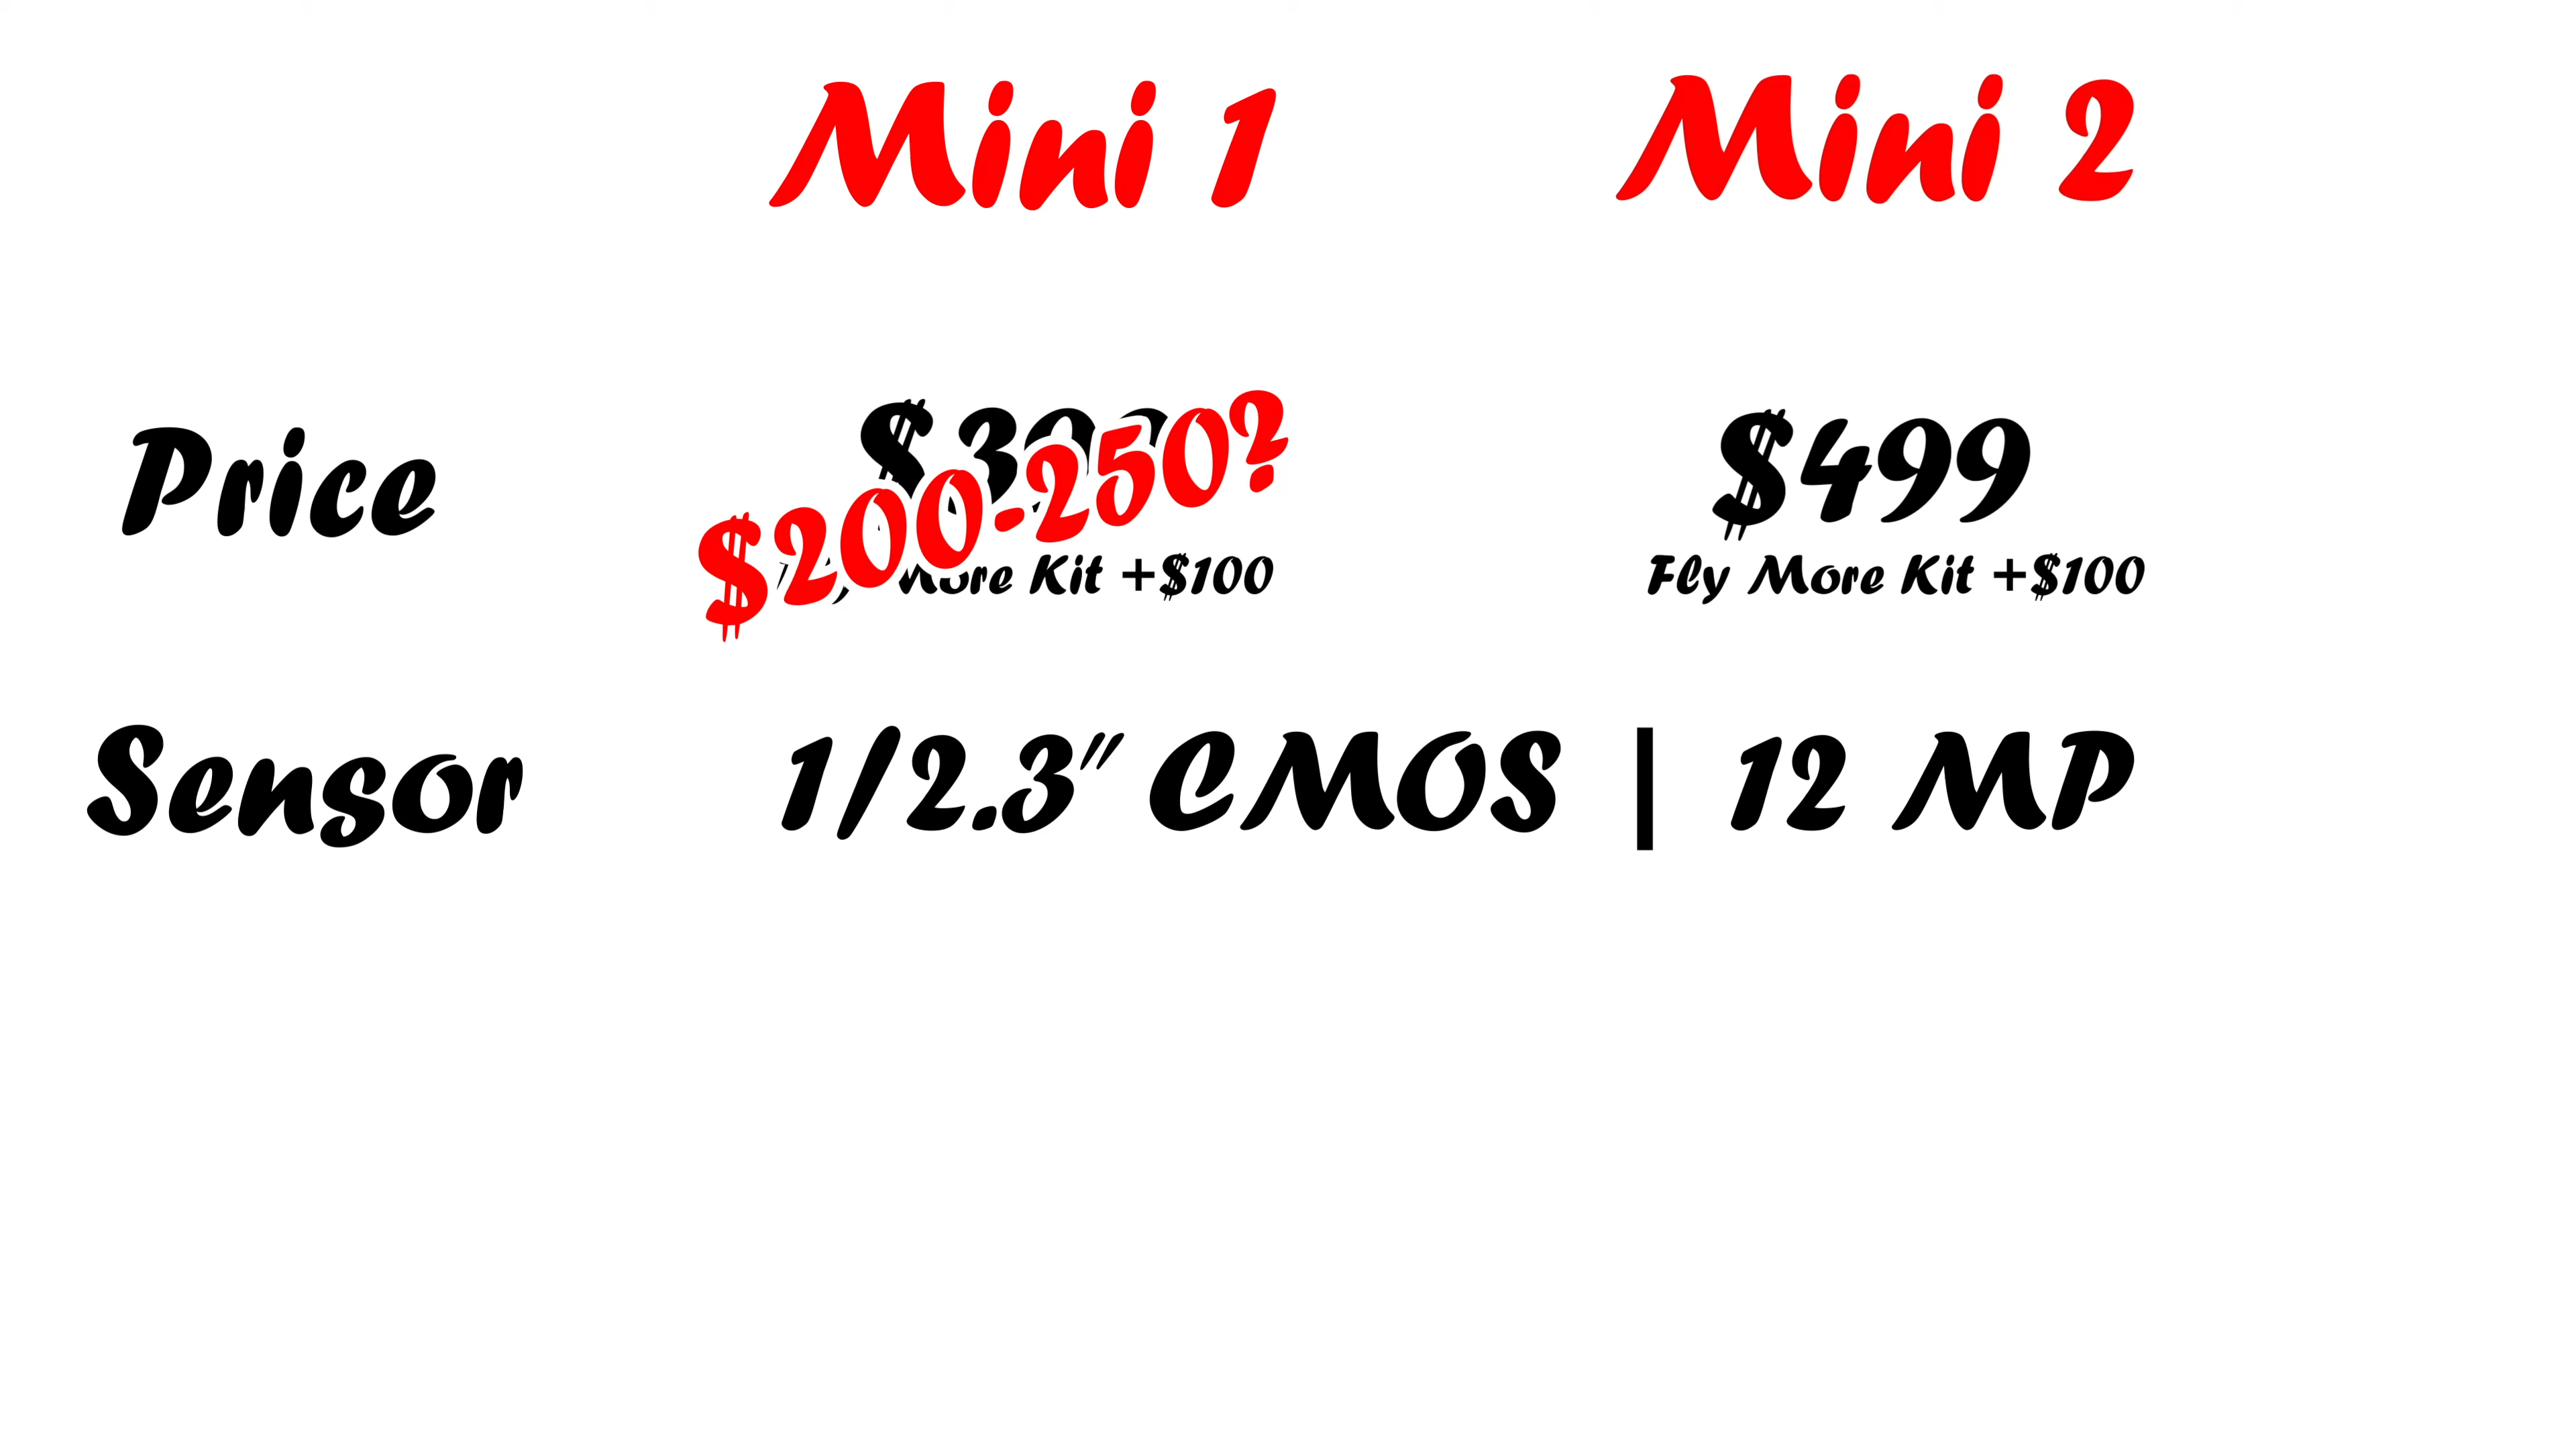 Mini 1 Mini 2
Price $200-250? $499
More Kit +$100 Fly More Kit +$100
Sensor 1/2.3" CMOS | 12 MP